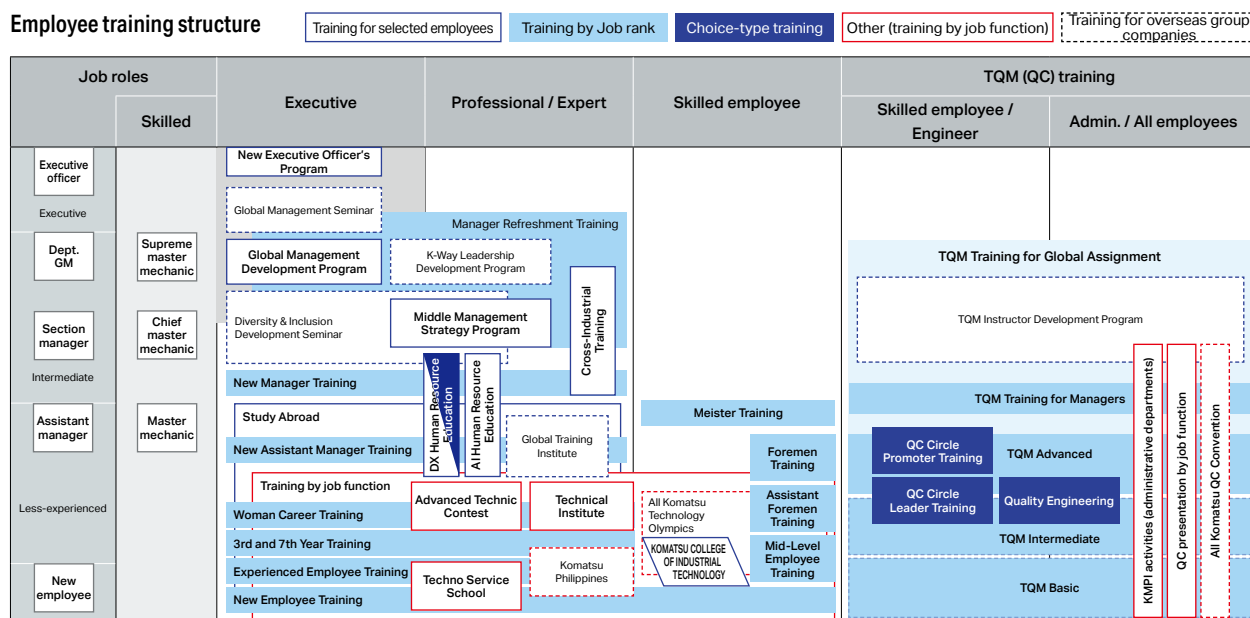 Employee training structure
Training for selected employees
Training by Job rank
Choice-type training
Other (training by job function)
Training for overseas group
companies
Job roles
Skilled
Executive
Professional / Expert
Skilled employee
TQM (QC) training
Skilled employee /
Engineer
Admin. / All employees
Executive
officer
Executive
Dept.
GM
Section
manager
Intermediate
Assistant
manager
Less-experienced
New
employee
Supreme
master
mechanic
Chief
master
mechanic
Master
mechanic
New Executive Officer's
Program
Global Management Seminar
Manager Refreshment Training
Global Management
Development Program
K-Way Leadership
Development Program
Diversity & Inclusion
Development Seminar
Middle Management
Strategy Program
Cross-Industrial
Training
New Manager Training
DX Human Resource
Education
AI Human Resource
Education
Study Abroad
Global Training
Institute
New Assistant Manager Training
Training by job function
Advanced Technic
Contest
Technical
Institute
Woman Career Training
3rd and 7th Year Training
Experienced Employee Training
Techno Service
School
Komatsu
Philippines
New Employee Training
Meister Training
Foremen
Training
All Komatsu
Technology
Olympics
Assistant
Foremen
Training
KOMATSU COLLEGE
OF INDUSTRIAL
TECHNOLOGY
Mid-Level
Employee
Training
TQM Training for Global Assignment
TQM Instructor Development Program
TQM Training for Managers
QC Circle
Promoter Training
TQM Advanced
QC Circle
Leader Training
Quality Engineering
TQM Intermediate
TQM Basic
KMPI activities (administrative departments)
QC presentation by job function
All Komatsu QC Convention